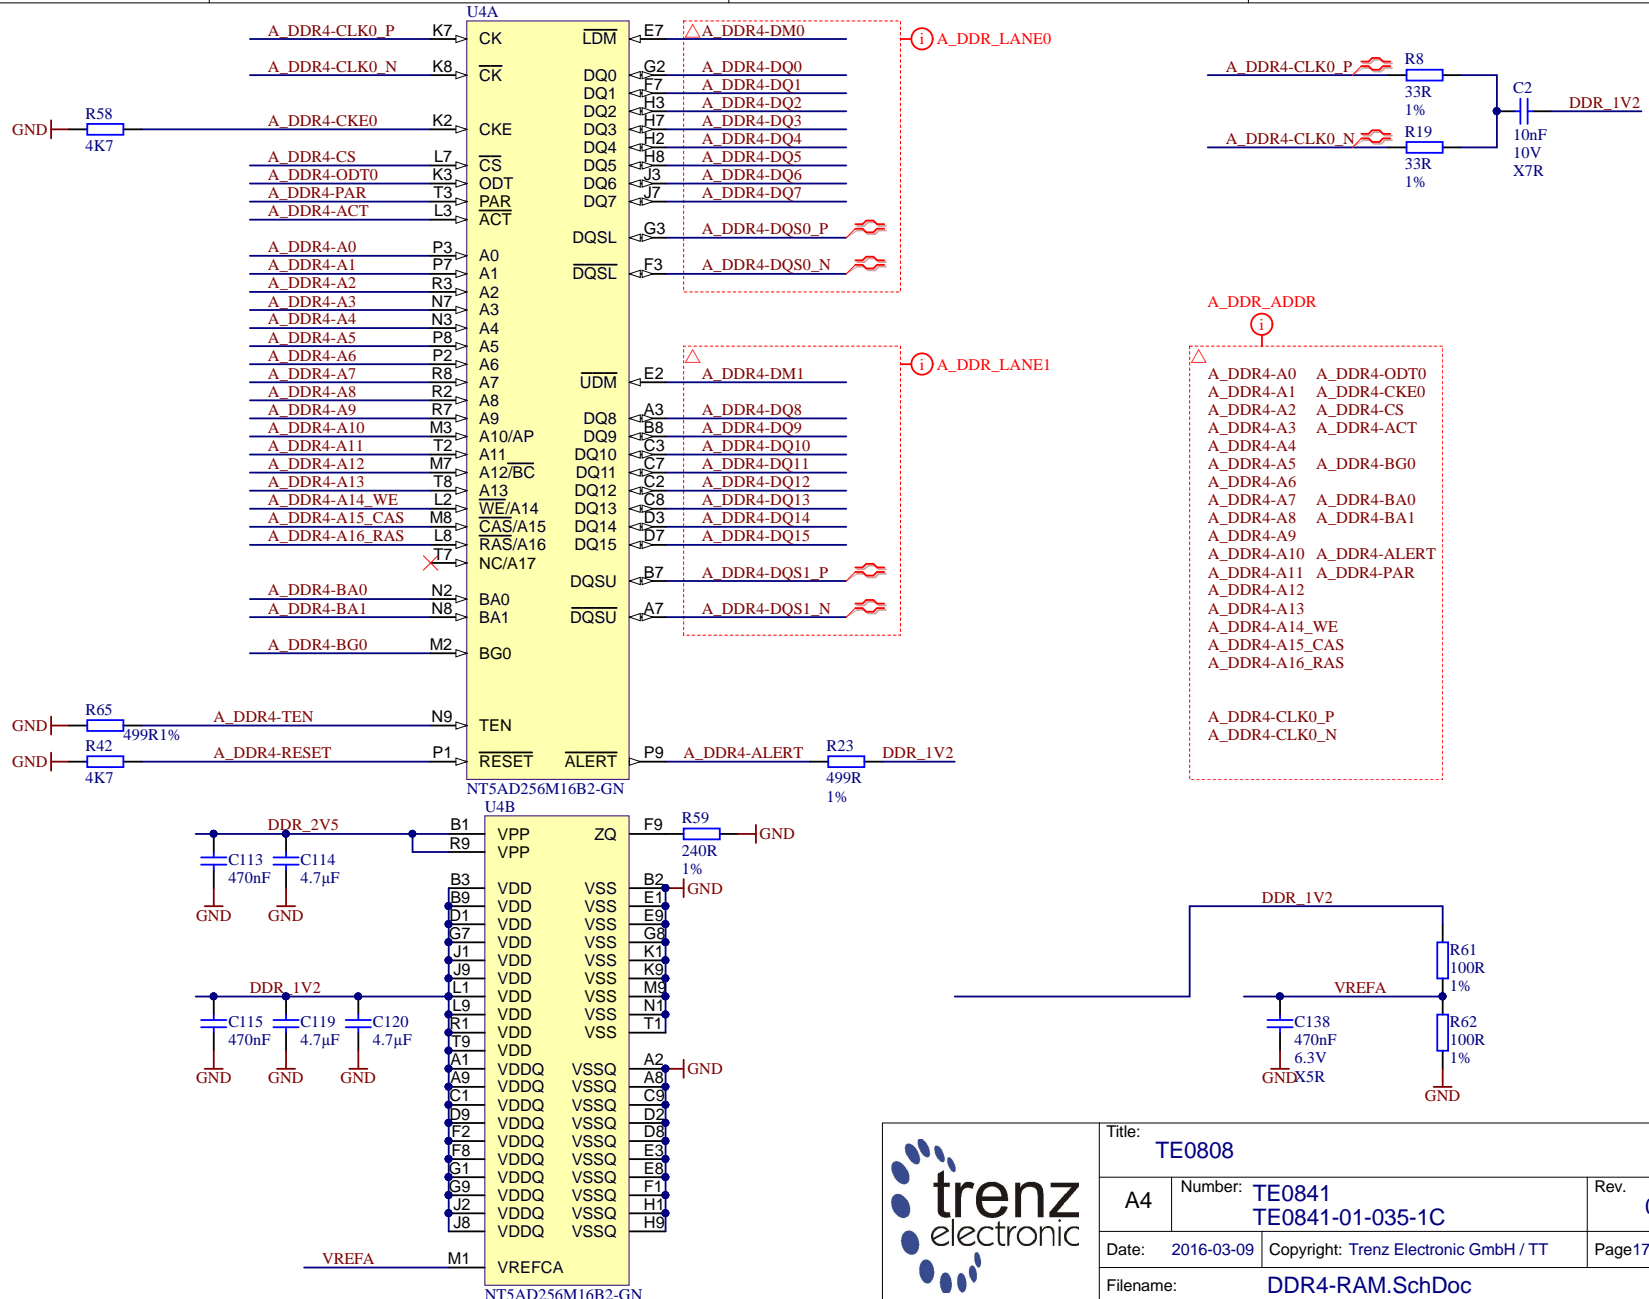 U4A
A_DDR4-CLK0_P K7 CK
A_DDR4-CLK0_N K8 CK
GND R58 4K7 A_DDR4-CKE0 K2 CKE
A_DDR4-CS L7 CS
A_DDR4-ODT0 K3 ODT
A_DDR4-PAR T3 PAR
A_DDR4-ACT L3 ACT
A_DDR4-A0 P3 A0
A_DDR4-A1 P7 A1
A_DDR4-A2 R3 A2
A_DDR4-A3 N7 A3
A_DDR4-A4 N3 A4
A_DDR4-A5 P8 A5
A_DDR4-A6 P2 A6
A_DDR4-A7 R8 A7
A_DDR4-A8 R2 A8
A_DDR4-A9 R7 A9
A_DDR4-A10 M3 A10/AP
A_DDR4-A11 T2 A11
A_DDR4-A12 M7 A12/BC
A_DDR4-A13 T8 A13
A_DDR4-A14_WE L2 WE/A14
A_DDR4-A15_CAS M8 CAS/A15
A_DDR4-A16_RAS L8 RAS/A16
T7 NC/A17
A_DDR4-BA0 N2 BA0
A_DDR4-BA1 N8 BA1
A_DDR4-BG0 M2 BG0
GND R65 499R1% A_DDR4-TEN N9 TEN
GND R42 4K7 A_DDR4-RESET P1 RESET
LDM E7 A_DDR4-DM0
i A_DDR_LANE0
DQ0 G2 A_DDR4-DQ0
DQ1 F7 A_DDR4-DQ1
DQ2 H3 A_DDR4-DQ2
DQ3 H7 A_DDR4-DQ3
DQ4 H2 A_DDR4-DQ4
DQ5 H8 A_DDR4-DQ5
DQ6 J3 A_DDR4-DQ6
DQ7 J7 A_DDR4-DQ7
DQSL G3 A_DDR4-DQS0_P
DQSL F3 A_DDR4-DQS0_N
i A_DDR_LANE1
UDM E2 A_DDR4-DM1
DQ8 A3 A_DDR4-DQ8
DQ9 B8 A_DDR4-DQ9
DQ10 C3 A_DDR4-DQ10
DQ11 C7 A_DDR4-DQ11
DQ12 C2 A_DDR4-DQ12
DQ13 C8 A_DDR4-DQ13
DQ14 D3 A_DDR4-DQ14
DQ15 D7 A_DDR4-DQ15
DQSU B7 A_DDR4-DQS1_P
DQSU A7 A_DDR4-DQS1_N
ALERT P9 A_DDR4-ALERT R23 499R 1% DDR_1V2
NT5AD256M16B2-GN
A_DDR4-CLK0_P R8 33R 1%
A_DDR4-CLK0_N R19 33R 1%
C2 10nF 10V X7R DDR_1V2
A_DDR_ADDR
i
A_DDR4-A0 A_DDR4-ODT0
A_DDR4-A1 A_DDR4-CKE0
A_DDR4-A2 A_DDR4-CS
A_DDR4-A3 A_DDR4-ACT
A_DDR4-A4
A_DDR4-A5 A_DDR4-BG0
A_DDR4-A6
A_DDR4-A7 A_DDR4-BA0
A_DDR4-A8 A_DDR4-BA1
A_DDR4-A9
A_DDR4-A10 A_DDR4-ALERT
A_DDR4-A11 A_DDR4-PAR
A_DDR4-A12
A_DDR4-A13
A_DDR4-A14_WE
A_DDR4-A15_CAS
A_DDR4-A16_RAS
A_DDR4-CLK0_P
A_DDR4-CLK0_N
U4B
DDR_2V5 B1 VPP
R9 VPP
C113 470nF GND
C114 4.7µF GND
B3 VDD
B9 VDD
D1 VDD
G7 VDD
J1 VDD
J9 VDD
DDR_1V2 L1 VDD
L9 VDD
R1 VDD
T9 VDD
C115 470nF GND
C119 4.7µF GND
C120 4.7µF GND
A1 VDDQ
A9 VDDQ
C1 VDDQ
D9 VDDQ
F2 VDDQ
F8 VDDQ
G1 VDDQ
G9 VDDQ
J2 VDDQ
J8 VDDQ
VREFA M1 VREFCA
ZQ F9 R59 240R 1% GND
VSS B2 GND
VSS E1
VSS E9
VSS G8
VSS K1
VSS K9
VSS M9
VSS N1
VSS T1
VSSQ A2 GND
VSSQ A8
VSSQ C9
VSSQ D2
VSSQ D8
VSSQ E3
VSSQ E8
VSSQ F1
VSSQ H1
VSSQ H9
NT5AD256M16B2-GN
DDR_1V2
R61 100R 1%
VREFA
C138 470nF 6.3V X5R GND
R62 100R 1%
GND
trenz
electronic
Title:
TE0808
A4
Number: TE0841
TE0841-01-035-1C
Rev.
Date: 2016-03-09
Copyright: Trenz Electronic GmbH / TT
Page17
Filename: DDR4-RAM.SchDoc